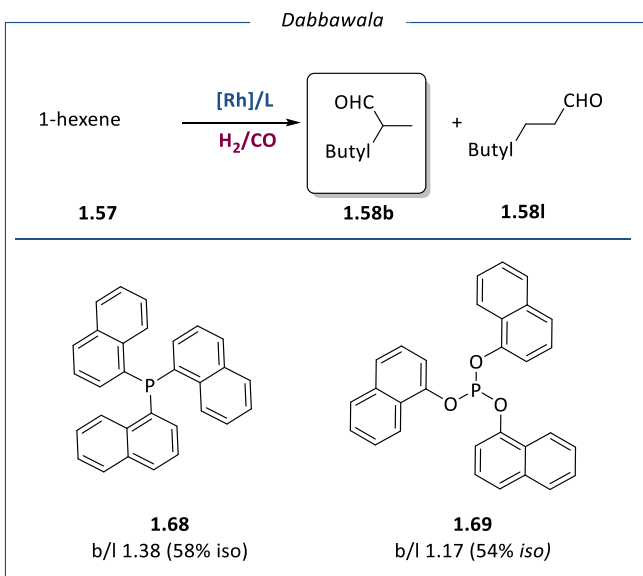 Dabbawala
1-hexene
[Rh]/L
H2/CO
OHC
Butyl
+
CHO
Butyl
1.57
1.58b
1.58l
P
O
O
P
O
1.68
b/l 1.38 (58% iso)
1.69
b/l 1.17 (54% iso)